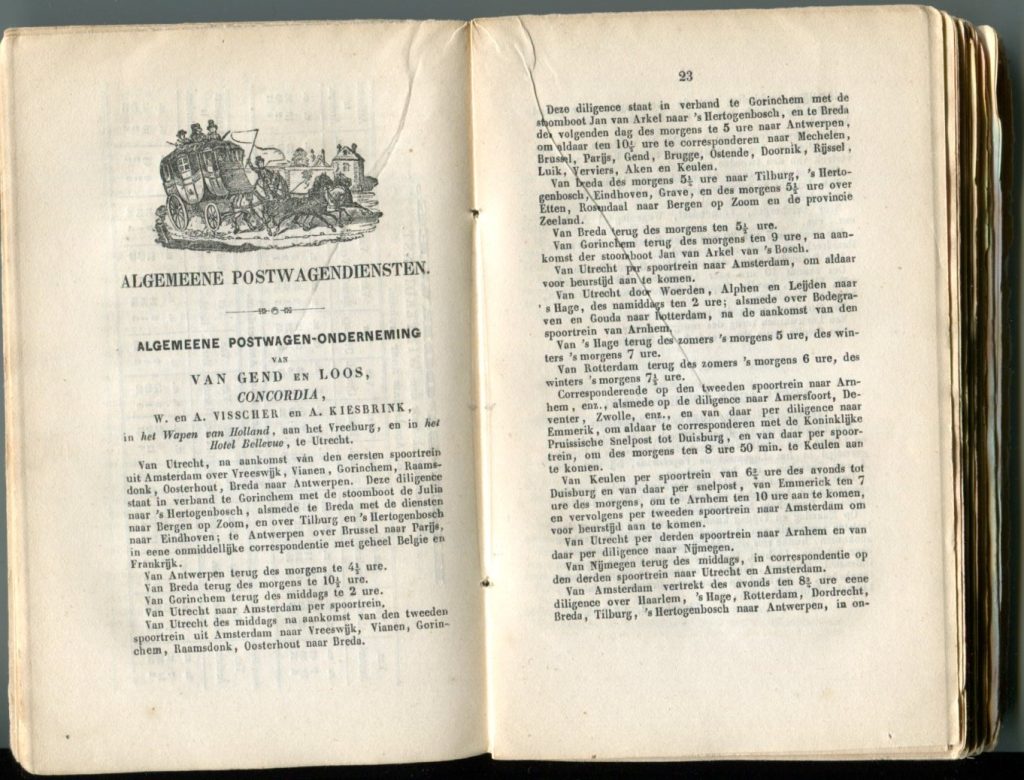 ALGEMEENE POSTWAGENDIENSTEN.
ALGEMEENE POSTWAGEN-ONDERNEMING
VAN
VAN GEND EN LOOS,
CONCORDIA,
W. en A. VISSCHER en A. KIESBRINK,
in het Wapen van Holland, aan het Vreeburg, en in het
Hotel Bellevue, te Utrecht.
Van Utrecht, na aankomst van den eersten spoortrein
uit Amsterdam over Vreeswijk, Vianen, Gorinchem, Raams-
donk, Oosterhout, Breda naar Antwerpen. Deze diligence
staat in verband te Gorinchem met de stoomboot de Julia
naar 's Hertogenbosch, alsmede te Breda met de diensten
naar Bergen op Zoom, en over Tilburg en 's Hertogenbosch
naar Eindhoven; te Antwerpen over Brussel naar Parijs,
in eene onmiddellijke correspondentie met geheel Belgie en
Frankrijk.
Van Antwerpen terug des morgens te 4½ ure.
Van Breda terug des morgens te 10½ ure.
Van Gorinchem terug des middags te 2 ure.
Van Utrecht naar Amsterdam per spoortrein.
Van Utrecht des middags na aankomst van den tweeden
spoortrein uit Amsterdam naar Vreeswijk, Vianen, Gorin-
chem, Raamsdonk, Oosterhout naar Breda.
23
Deze diligence staat in verband te Gorinchem met de
stoomboot Jan van Arkel naar 's Hertogenbosch, en te Breda
des volgenden dag des morgens te 5 ure naar Antwerpen,
om aldaar ten 10½ ure te corresponderen naar Mechelen,
Brussel, Parijs, Gend, Brugge, Ostende, Doornik, Rijssel,
Luik, Verviers, Aken en Keulen.
Van Breda des morgens 5½ ure naar Tilburg, 's Herto-
genbosch, Eindhoven, Grave, en des morgens 5½ ure over
Etten, Rosendaal naar Bergen op Zoom en de provincie
Zeeland.
Van Breda terug des morgens ten 5½ ure.
Van Gorinchem terug des morgens ten 9 ure, na aan-
komst der stoomboot Jan van Arkel van 's Bosch.
Van Utrecht per spoortrein naar Amsterdam, om aldaar
voor beurstijd aan te komen.
Van Utrecht door Woerden, Alphen en Leijden naar
's Hage, des namiddags ten 2 ure; alsmede over Bodegra-
ven en Gouda naar Rotterdam, na de aankomst van den
spoortrein van Arnhem.
Van 's Hage terug des zomers 's morgens 5 ure, des win-
ters 's morgens 7 ure.
Van Rotterdam terug des zomers 's morgens 6 ure, des
winters 's morgens 7½ ure.
Corresponderende op den tweeden spoortrein naar Arn-
hem, enz., alsmede op de diligence naar Amersfoort, De-
venter, Zwolle, enz., en van daar per diligence naar
Emmerik, om aldaar te corresponderen met de Koninklijke
Pruissische Snelpost tot Duisburg, en van daar per spoor-
trein, om des morgens ten 8 ure 50 min. te Keulen aan
te komen.
Van Keulen per spoortrein van 6¾ ure des avonds tot
Duisburg en van daar per snelpost, van Emmerick ten 7
ure des morgens, om te Arnhem ten 10 ure aan te komen,
en vervolgens per tweeden spoortrein naar Amsterdam om
voor beurstijd aan te komen.
Van Utrecht per derden spoortrein naar Arnhem en van
daar per diligence naar Nijmegen.
Van Nijmegen terug des middags, in correspondentie op
den derden spoortrein naar Utrecht en Amsterdam.
Van Amsterdam vertrekt des avonds ten 8¾ ure eene
diligence over Haarlem, 's Hage, Rotterdam, Dordrecht,
Breda, Tilburg, 's Hertogenbosch naar Antwerpen, in on-